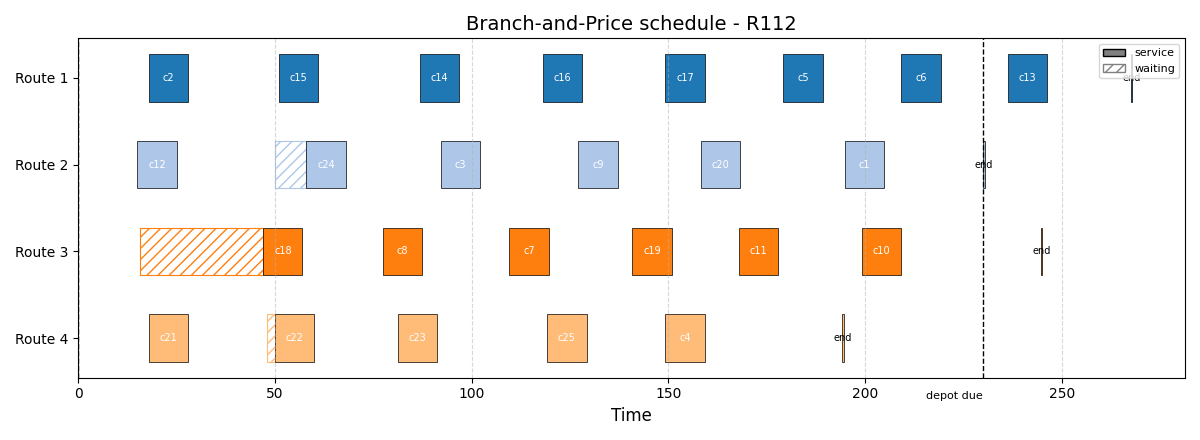 Branch-and-Price schedule - R112
service
waiting
Route 1
c2
c15
c14
c16
c17
c5
c6
c13
end
Route 2
c12
c24
c3
c9
c20
c1
end
Route 3
c18
c8
c7
c19
c11
c10
end
Route 4
c21
c22
c23
c25
c4
end
0
50
100
150
200
250
depot due
Time